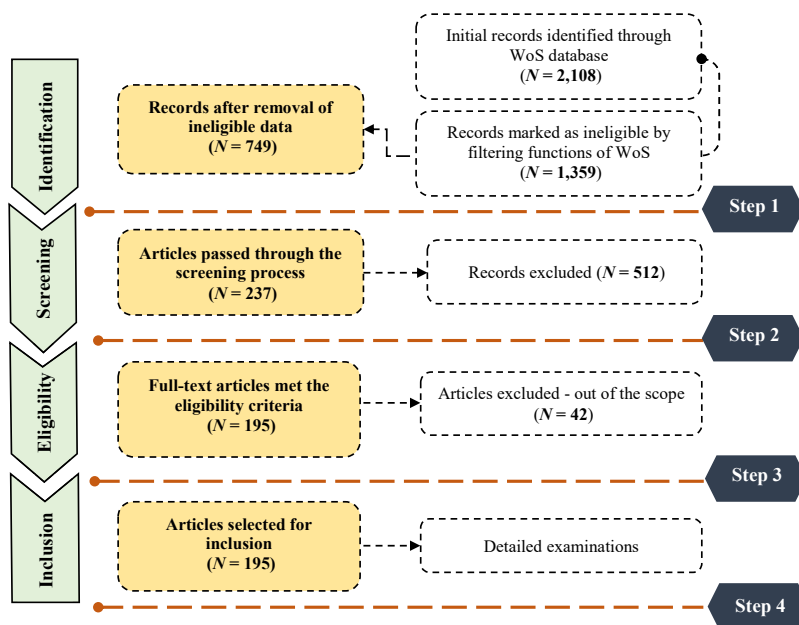 Identification
Initial records identified through
WoS database
(N = 2,108)
Records after removal of
ineligible data
(N = 749)
Records marked as ineligible by
filtering functions of WoS
(N = 1,359)
Step 1
Screening
Articles passed through the
screening process
(N = 237)
Records excluded (N = 512)
Step 2
Eligibility
Full-text articles met the
eligibility criteria
(N = 195)
Articles excluded - out of the scope
(N = 42)
Step 3
Inclusion
Articles selected for
inclusion
(N = 195)
Detailed examinations
Step 4